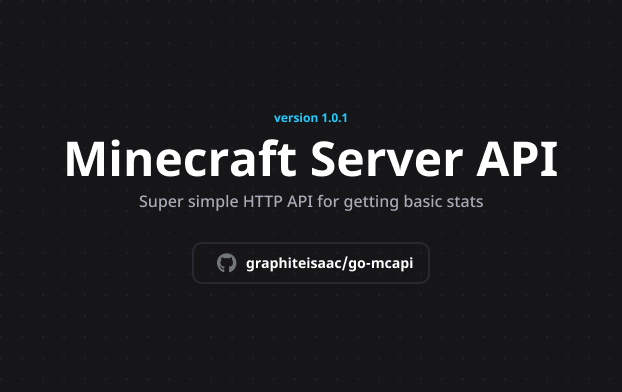 version 1.0.1
Minecraft Server API
Super simple HTTP API for getting basic stats
graphiteisaac/go-mcapi